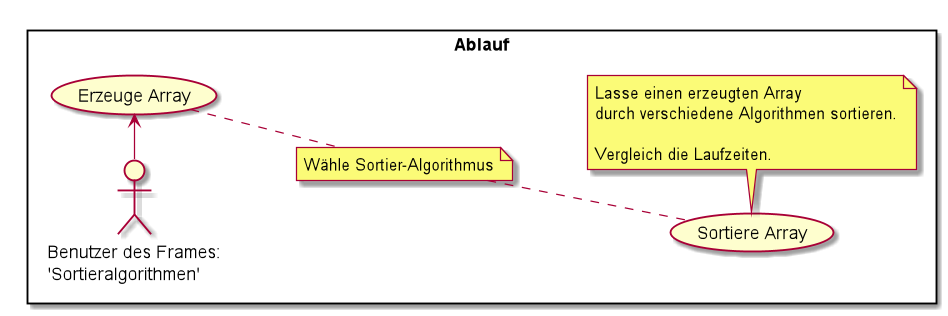 Ablauf
Erzeuge Array
Lasse einen erzeugten Array
durch verschiedene Algorithmen sortieren.
Vergleich die Laufzeiten.
Wähle Sortier-Algorithmus
Sortiere Array
Benutzer des Frames:
'Sortieralgorithmen'